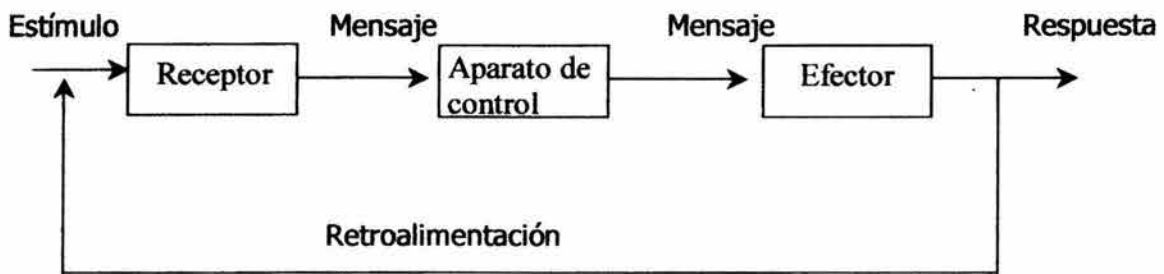 Estímulo
Mensaje
Mensaje
Respuesta
Receptor
Aparato de
control
Efector
Retroalimentación